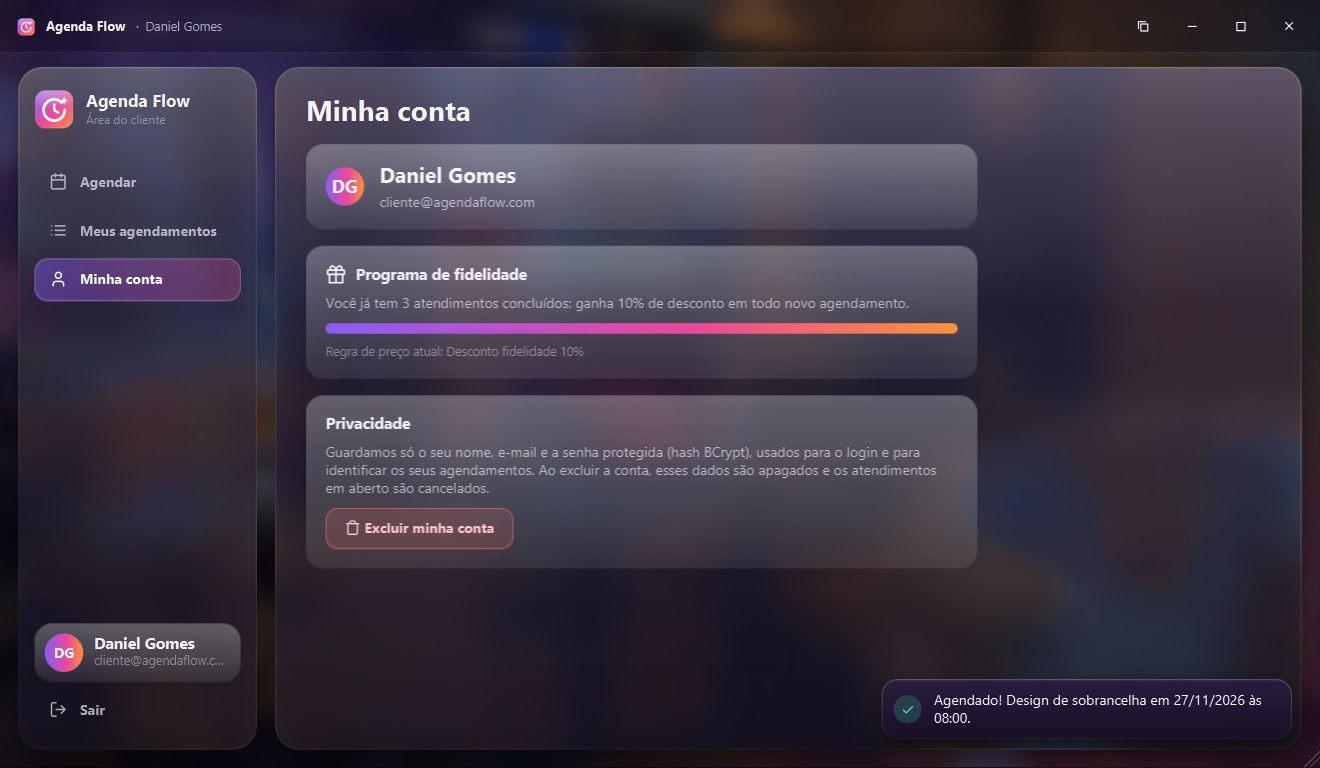 Agenda Flow · Daniel Gomes
Agenda Flow
Área do cliente
Agendar
Meus agendamentos
Minha conta
DG
Daniel Gomes
cliente@agendaflow.c...
Sair
Minha conta
DG
Daniel Gomes
cliente@agendaflow.com
Programa de fidelidade
Você já tem 3 atendimentos concluídos: ganha 10% de desconto em todo novo agendamento.
Regra de preço atual: Desconto fidelidade 10%
Privacidade
Guardamos só o seu nome, e-mail e a senha protegida (hash BCrypt), usados para o login e para
identificar os seus agendamentos. Ao excluir a conta, esses dados são apagados e os atendimentos
em aberto são cancelados.
Excluir minha conta
Agendado! Design de sobrancelha em 27/11/2026 às
08:00.